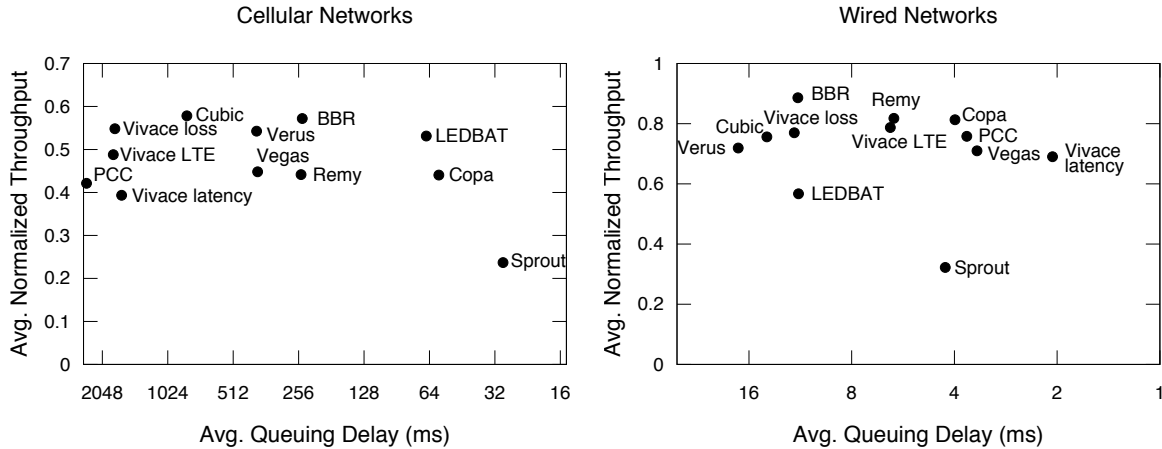 Cellular Networks
Avg. Normalized Throughput
0.7
0.6
0.5
0.4
0.3
0.2
0.1
0
Cubic
BBR
Vivace loss
Verus
LEDBAT
Vivace LTE
Vegas
PCC
Remy
Copa
Vivace latency
Sprout
2048 1024 512 256 128 64 32 16
Avg. Queuing Delay (ms)
Wired Networks
Avg. Normalized Throughput
1
0.8
0.6
0.4
0.2
0
BBR
Remy
Vivace loss
Copa
Cubic
PCC
Vivace LTE
Verus
Vegas
Vivace
latency
LEDBAT
Sprout
16 8 4 2 1
Avg. Queuing Delay (ms)